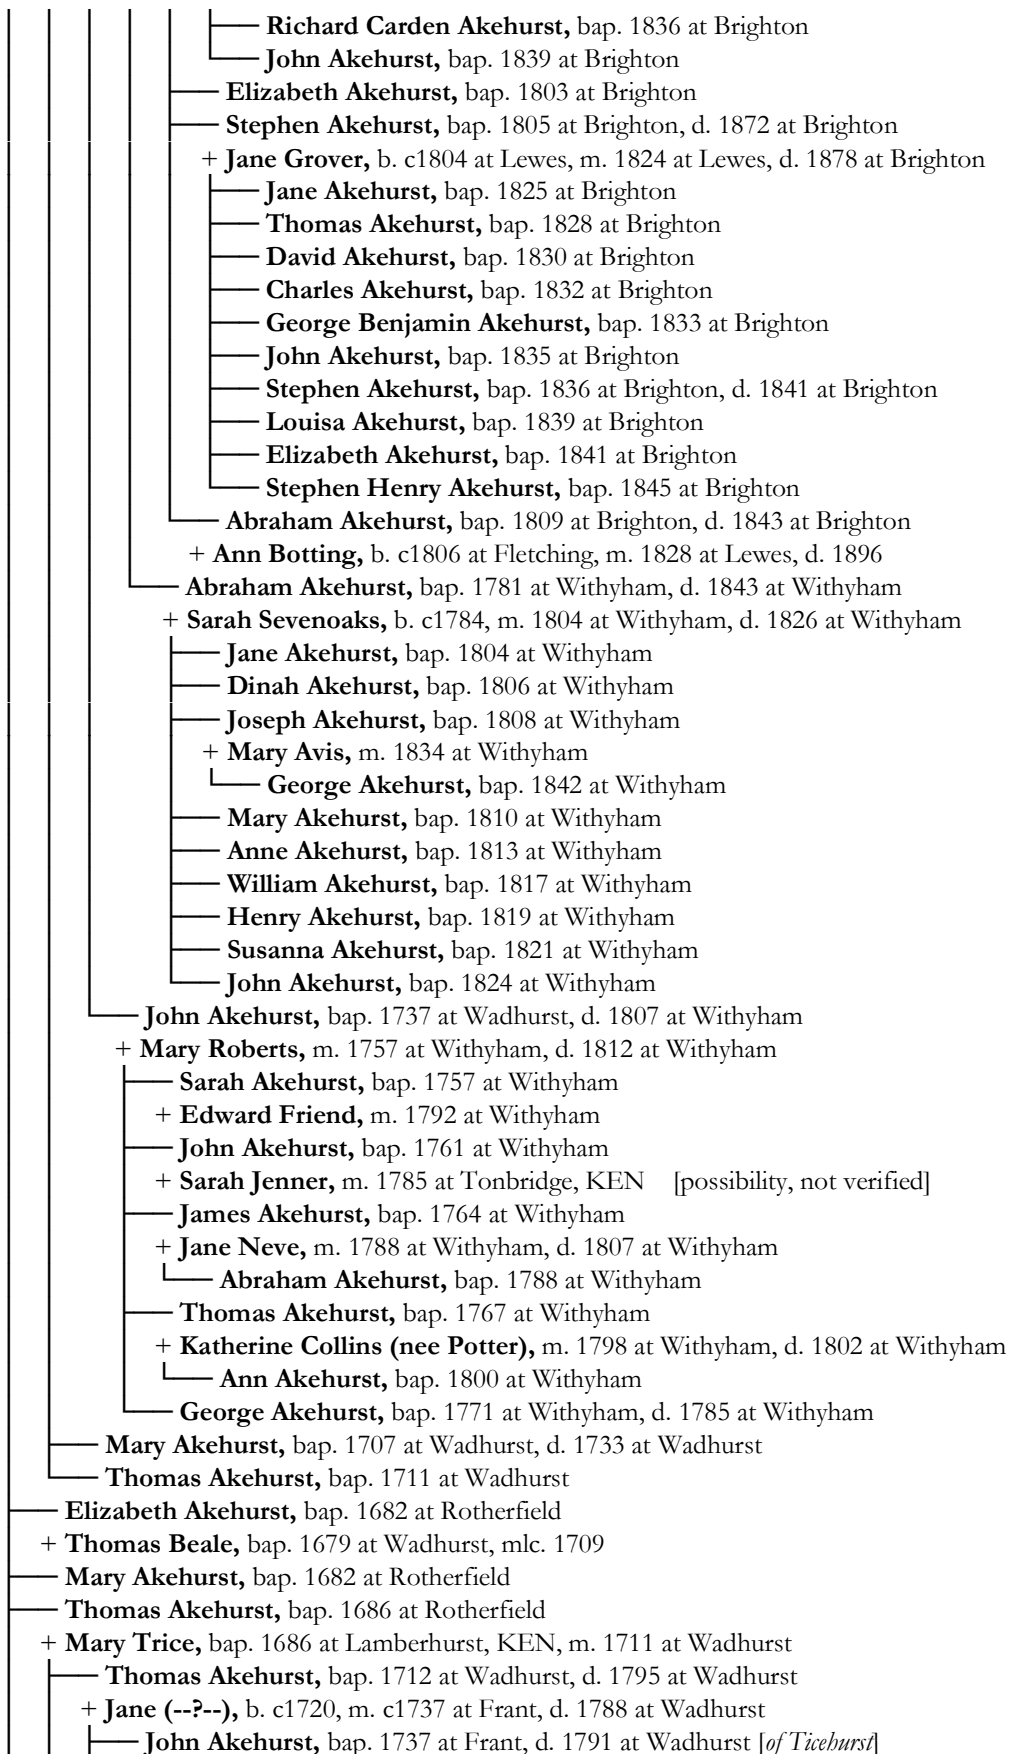 Richard Carden Akehurst, bap. 1836 at Brighton
John Akehurst, bap. 1839 at Brighton
Elizabeth Akehurst, bap. 1803 at Brighton
Stephen Akehurst, bap. 1805 at Brighton, d. 1872 at Brighton
+ Jane Grover, b. c1804 at Lewes, m. 1824 at Lewes, d. 1878 at Brighton
Jane Akehurst, bap. 1825 at Brighton
Thomas Akehurst, bap. 1828 at Brighton
David Akehurst, bap. 1830 at Brighton
Charles Akehurst, bap. 1832 at Brighton
George Benjamin Akehurst, bap. 1833 at Brighton
John Akehurst, bap. 1835 at Brighton
Stephen Akehurst, bap. 1836 at Brighton, d. 1841 at Brighton
Louisa Akehurst, bap. 1839 at Brighton
Elizabeth Akehurst, bap. 1841 at Brighton
Stephen Henry Akehurst, bap. 1845 at Brighton
Abraham Akehurst, bap. 1809 at Brighton, d. 1843 at Brighton
+ Ann Botting, b. c1806 at Fletching, m. 1828 at Lewes, d. 1896
Abraham Akehurst, bap. 1781 at Withyham, d. 1843 at Withyham
+ Sarah Sevenoaks, b. c1784, m. 1804 at Withyham, d. 1826 at Withyham
Jane Akehurst, bap. 1804 at Withyham
Dinah Akehurst, bap. 1806 at Withyham
Joseph Akehurst, bap. 1808 at Withyham
+ Mary Avis, m. 1834 at Withyham
George Akehurst, bap. 1842 at Withyham
Mary Akehurst, bap. 1810 at Withyham
Anne Akehurst, bap. 1813 at Withyham
William Akehurst, bap. 1817 at Withyham
Henry Akehurst, bap. 1819 at Withyham
Susanna Akehurst, bap. 1821 at Withyham
John Akehurst, bap. 1824 at Withyham
John Akehurst, bap. 1737 at Wadhurst, d. 1807 at Withyham
+ Mary Roberts, m. 1757 at Withyham, d. 1812 at Withyham
Sarah Akehurst, bap. 1757 at Withyham
+ Edward Friend, m. 1792 at Withyham
John Akehurst, bap. 1761 at Withyham
+ Sarah Jenner, m. 1785 at Tonbridge, KEN [possibility, not verified]
James Akehurst, bap. 1764 at Withyham
+ Jane Neve, m. 1788 at Withyham, d. 1807 at Withyham
Abraham Akehurst, bap. 1788 at Withyham
Thomas Akehurst, bap. 1767 at Withyham
+ Katherine Collins (nee Potter), m. 1798 at Withyham, d. 1802 at Withyham
Ann Akehurst, bap. 1800 at Withyham
George Akehurst, bap. 1771 at Withyham, d. 1785 at Withyham
Mary Akehurst, bap. 1707 at Wadhurst, d. 1733 at Wadhurst
Thomas Akehurst, bap. 1711 at Wadhurst
Elizabeth Akehurst, bap. 1682 at Rotherfield
+ Thomas Beale, bap. 1679 at Wadhurst, mlc. 1709
Mary Akehurst, bap. 1682 at Rotherfield
Thomas Akehurst, bap. 1686 at Rotherfield
+ Mary Trice, bap. 1686 at Lamberhurst, KEN, m. 1711 at Wadhurst
Thomas Akehurst, bap. 1712 at Wadhurst, d. 1795 at Wadhurst
+ Jane (--?--), b. c1720, m. c1737 at Frant, d. 1788 at Wadhurst
John Akehurst, bap. 1737 at Frant, d. 1791 at Wadhurst [of Ticehurst]